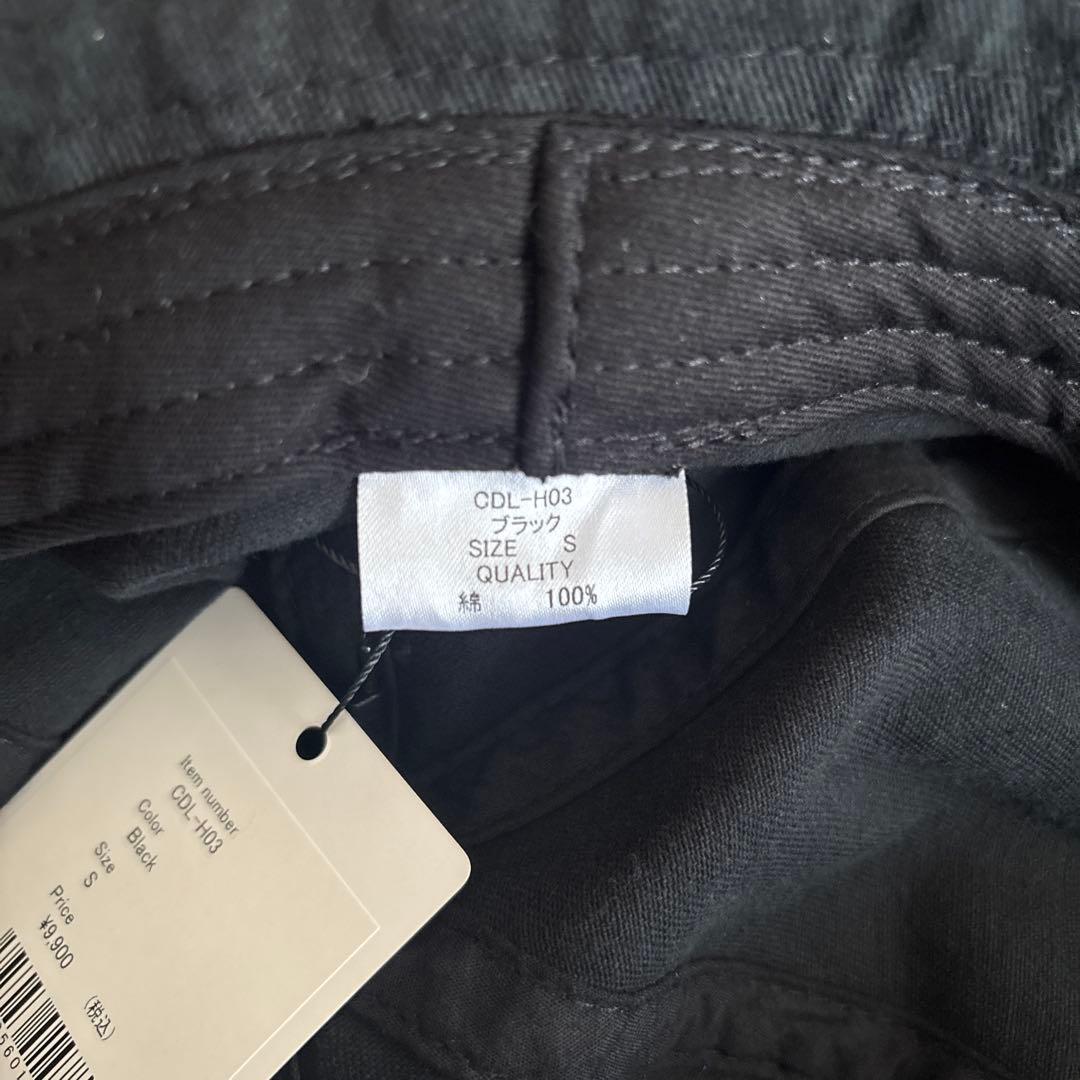 CDL-H03
ブラック
SIZE S
QUALITY
綿 100%
Item number
CDL-H03
Color
Black
Size
S
Price
¥9,900
(税込)